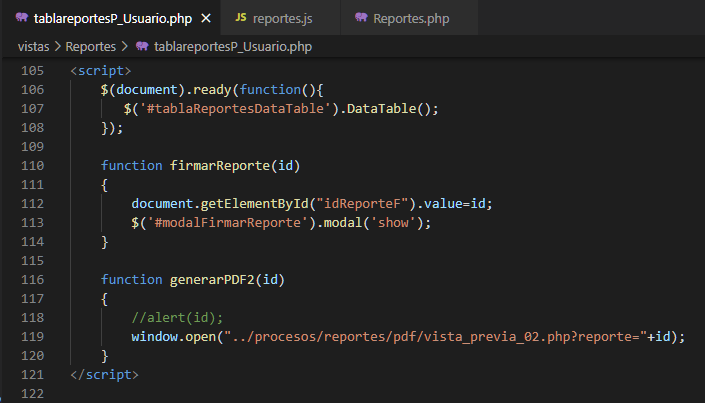 tablareportesP_Usuario.php × JS reportes.js Reportes.php
vistas > Reportes > tablareportesP_Usuario.php
105 <script>
106 $(document).ready(function(){
107 $('#tablaReportesDataTable').DataTable();
108 });
109
110 function firmarReporte(id)
111 {
112 document.getElementById("idReporteF").value=id;
113 $('#modalFirmarReporte').modal('show');
114 }
115
116 function generarPDF2(id)
117 {
118 //alert(id);
119 window.open("../procesos/reportes/pdf/vista_previa_02.php?reporte="+id);
120 }
121 </script>
122